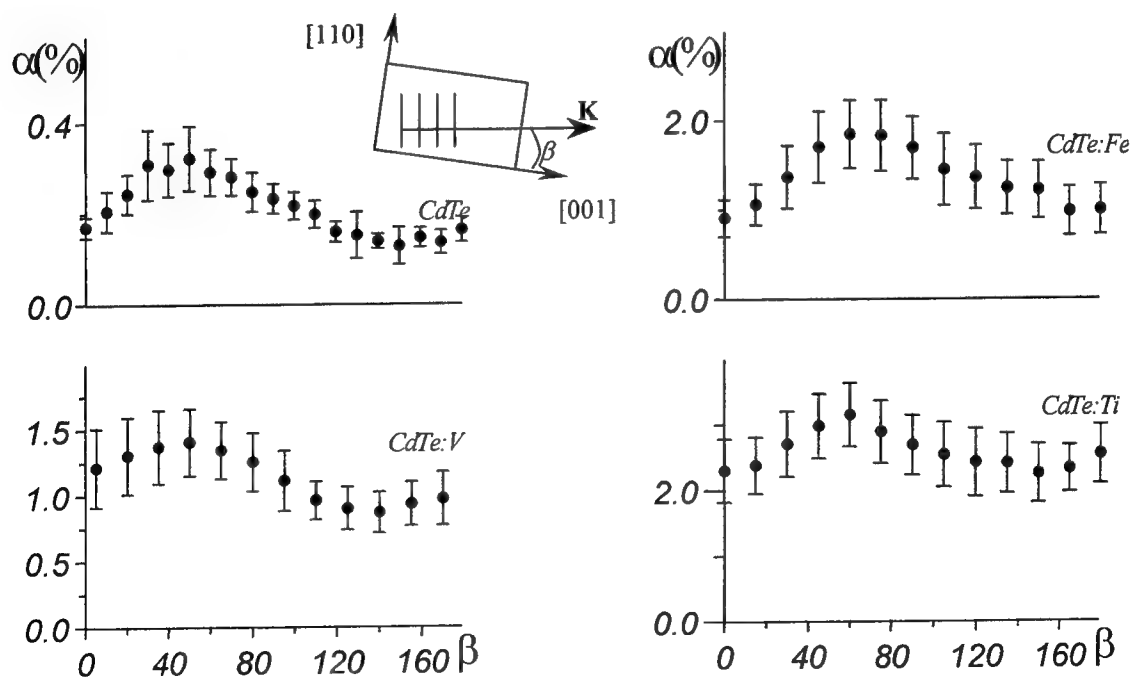 [110]
α(%)
0.4
K
β
CdTe
[001]
0.0
α(%)
2.0
CdTe:Fe
0.0
1.5
CdTe:V
1.0
0.5
0.0
0 40 80 120 160 β
CdTe:Ti
2.0
0.0
0 40 80 120 160 β